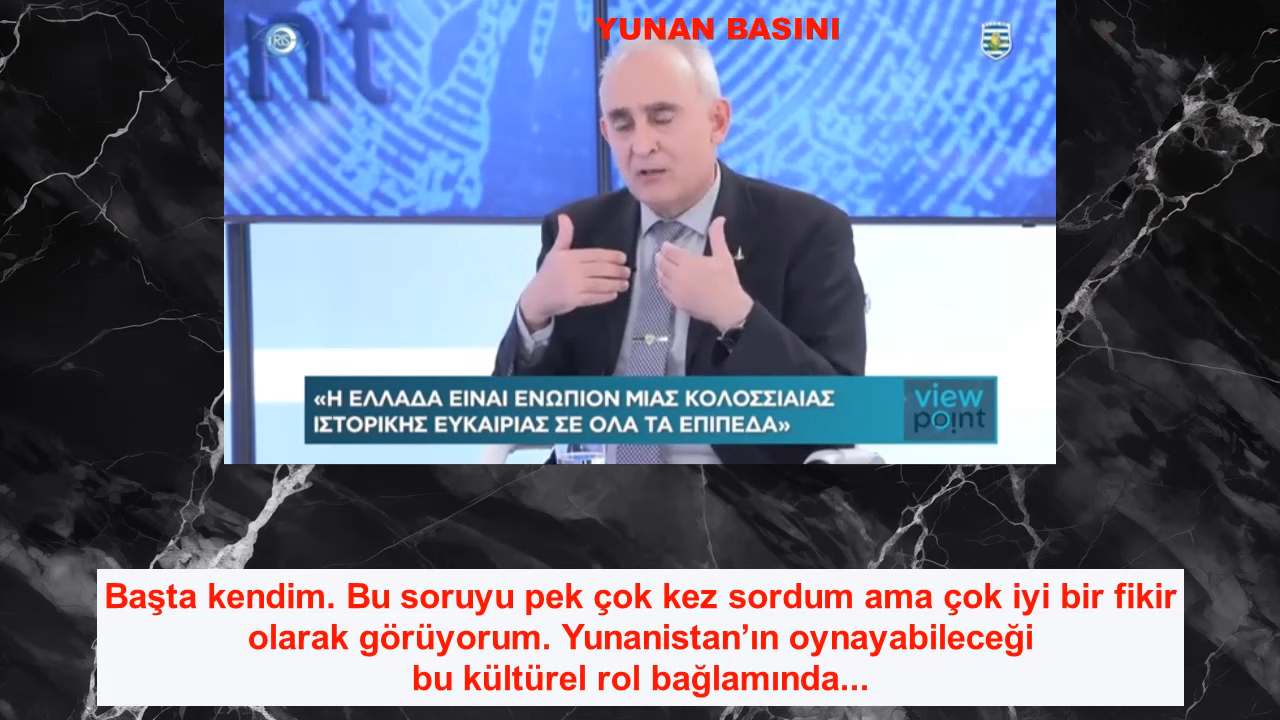 YUNAN BASINI
IRIS
nt
«Η ΕΛΛΑΔΑ ΕΙΝΑΙ ΕΝΩΠΙΟΝ ΜΙΑΣ ΚΟΛΟΣΣΙΑΙΑΣ
ΙΣΤΟΡΙΚΗΣ ΕΥΚΑΙΡΙΑΣ ΣΕ ΟΛΑ ΤΑ ΕΠΙΠΕΔΑ»
view
point
Başta kendim. Bu soruyu pek çok kez sordum ama çok iyi bir fikir
olarak görüyorum. Yunanistan’ın oynayabileceği
bu kültürel rol bağlamında...